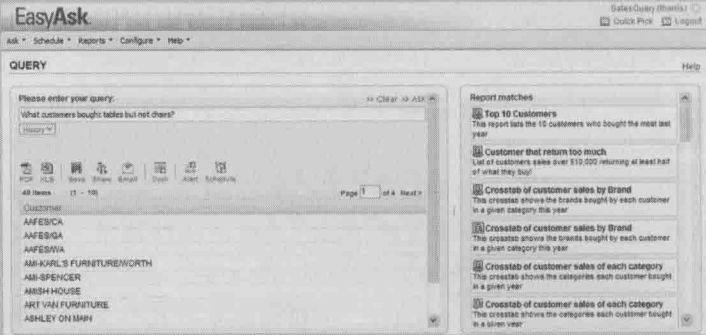 EasyAsk.
SalesQuery (tharris)
Quick Pick Logout
Ask Schedule Reports Configure Help
QUERY
Help
Please enter your query:
>> Clear >> Ask
What customers bought tables but not chairs?
History
PDF XLS Save Share Email Dash Alert Schedule
40 Items (1 - 10)
Page 1 of 4 Next >
Customer
AAFES/CA
AAFES/GA
AAFES/WA
AMI-KARL'S FURNITURE/WORTH
AMI-SPENCER
AMISH HOUSE
ART VAN FURNITURE
ASHLEY ON MAIN
Report matches
Top 10 Customers
This report lists the 10 customers who bought the most last
year
Customer that return too much
List of customers sales over $10,000 returning at least half
of what they buy!
Crosstab of customer sales by Brand
This crosstab shows the brands bought by each customer
in a given category this year
Crosstab of customer sales by Brand
This crosstab shows the brands bought by each customer
in a given category this year
Crosstab of customer sales of each category
This crosstab shows the categories each customer bought
in a given year
Crosstab of customer sales of each category
This crosstab shows the categories each customer bought
in a given year